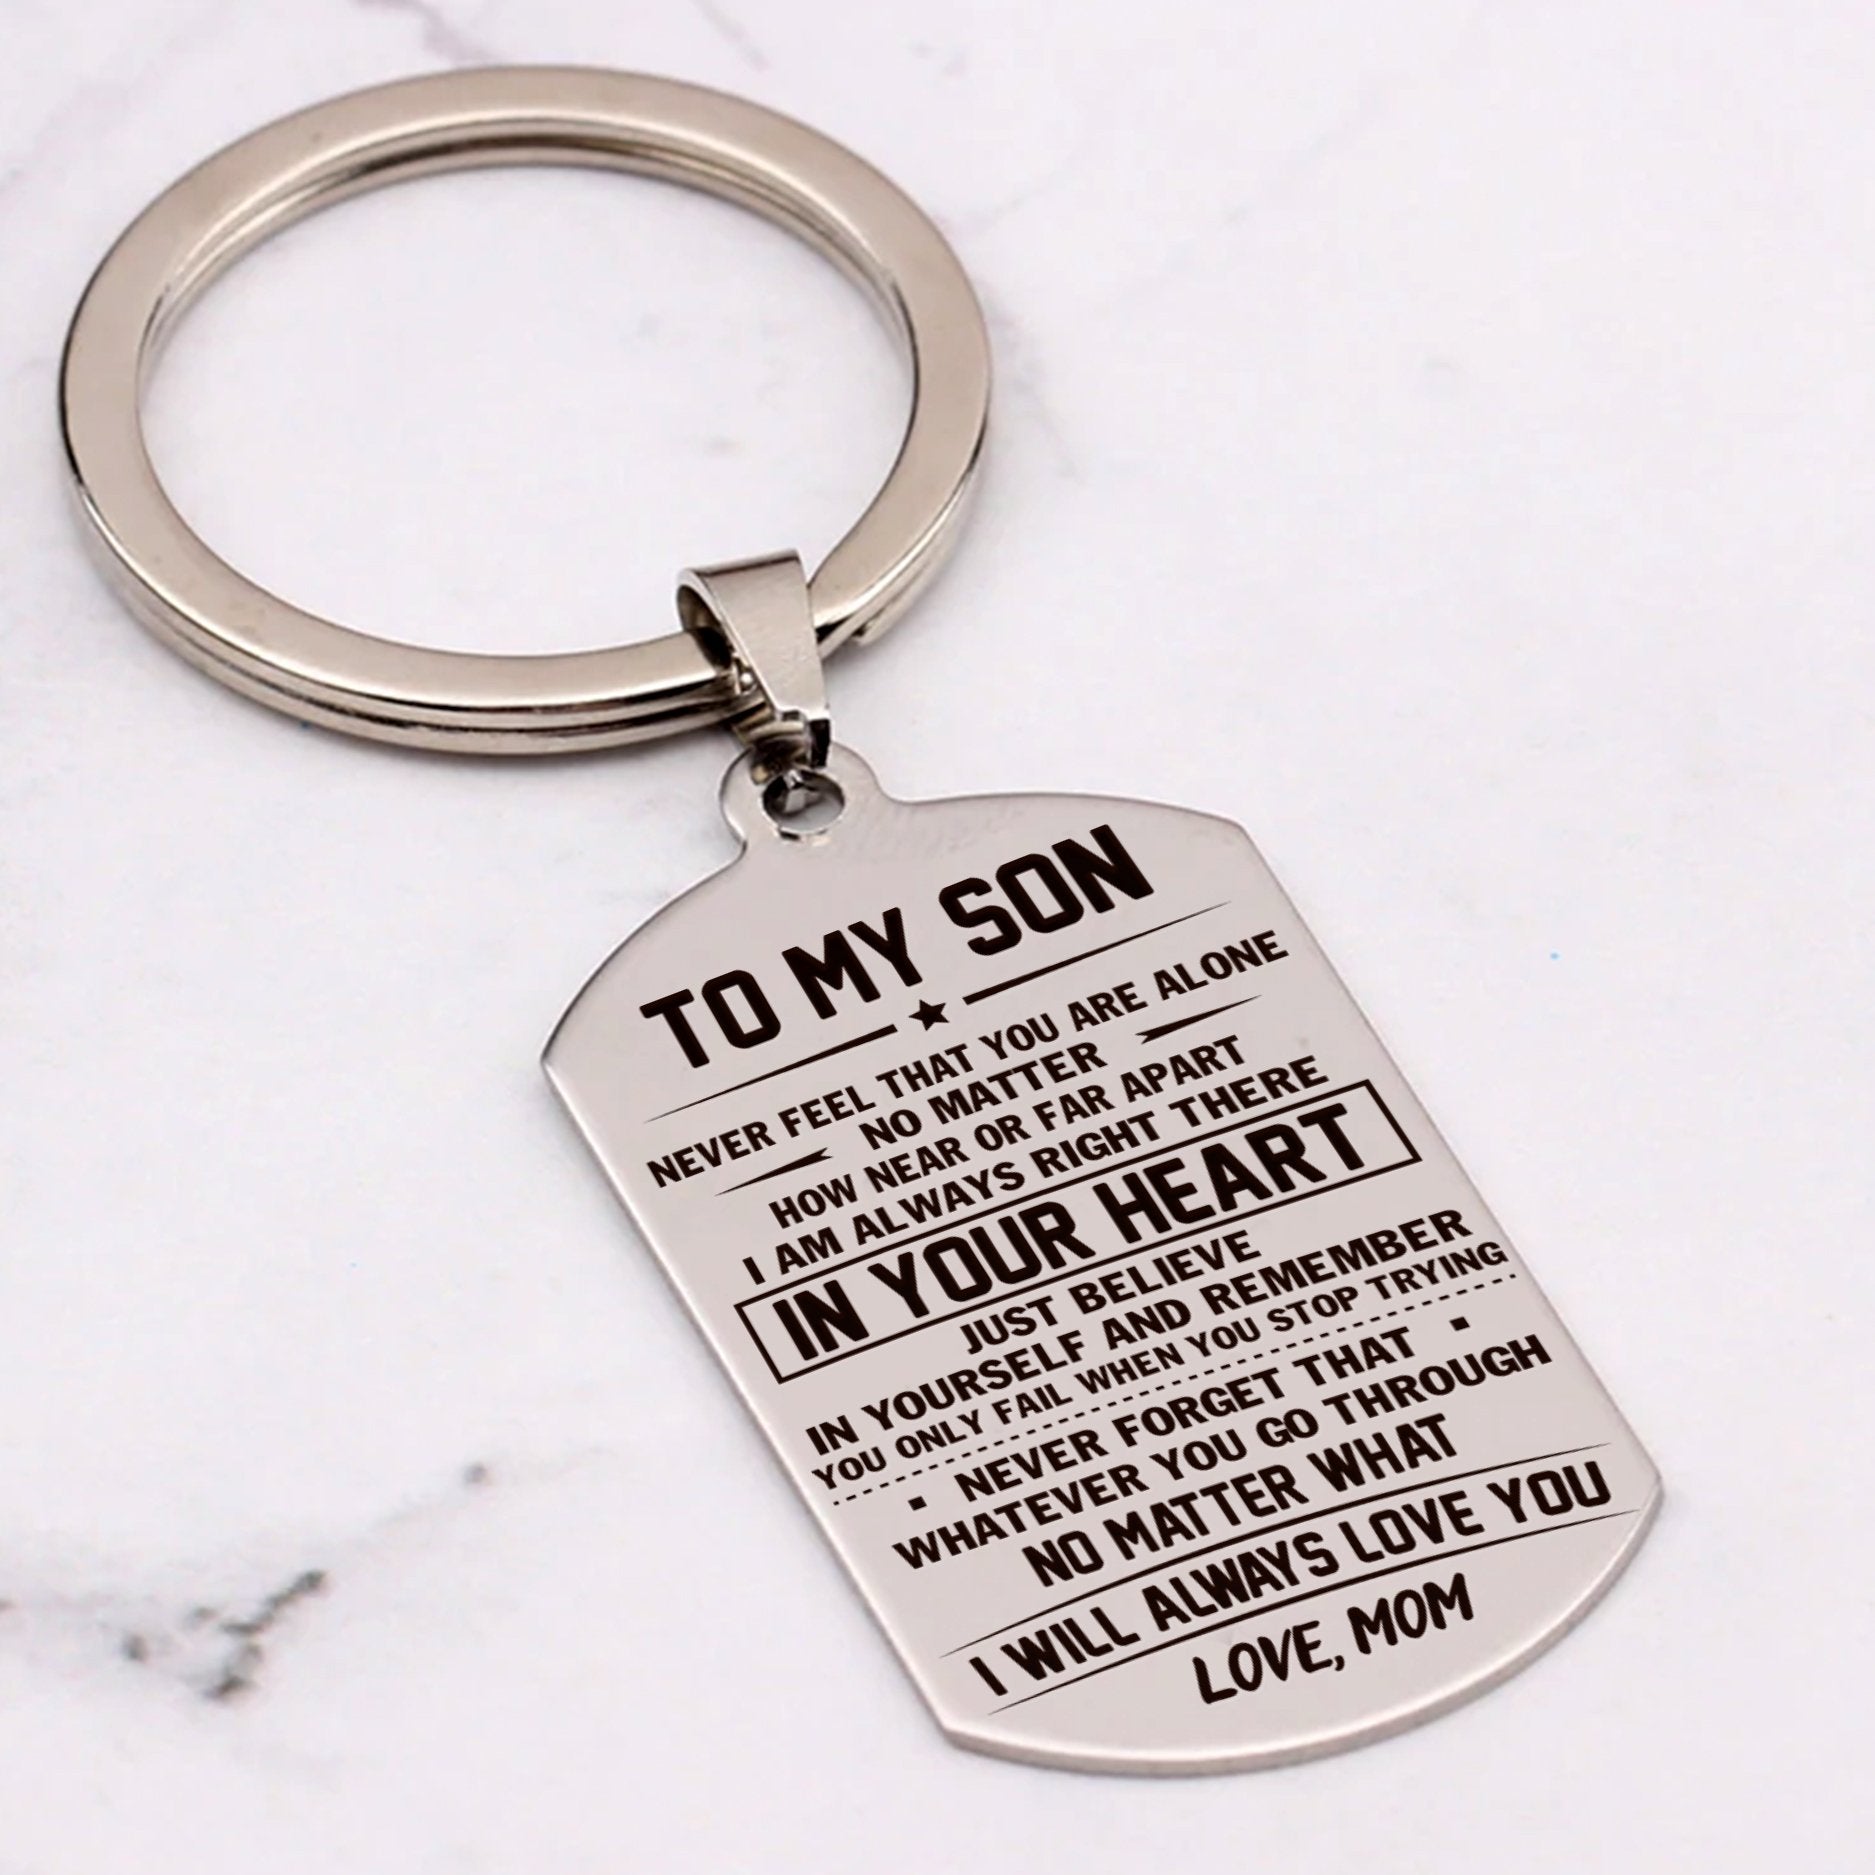 TO MY SON
NEVER FEEL THAT YOU ARE ALONE
NO MATTER
HOW NEAR OR FAR APART
I AM ALWAYS RIGHT THERE
IN YOUR HEART
JUST BELIEVE
IN YOURSELF AND REMEMBER
YOU ONLY FAIL WHEN YOU STOP TRYING
NEVER FORGET THAT
WHATEVER YOU GO THROUGH
NO MATTER WHAT
I WILL ALWAYS LOVE YOU
LOVE, MOM